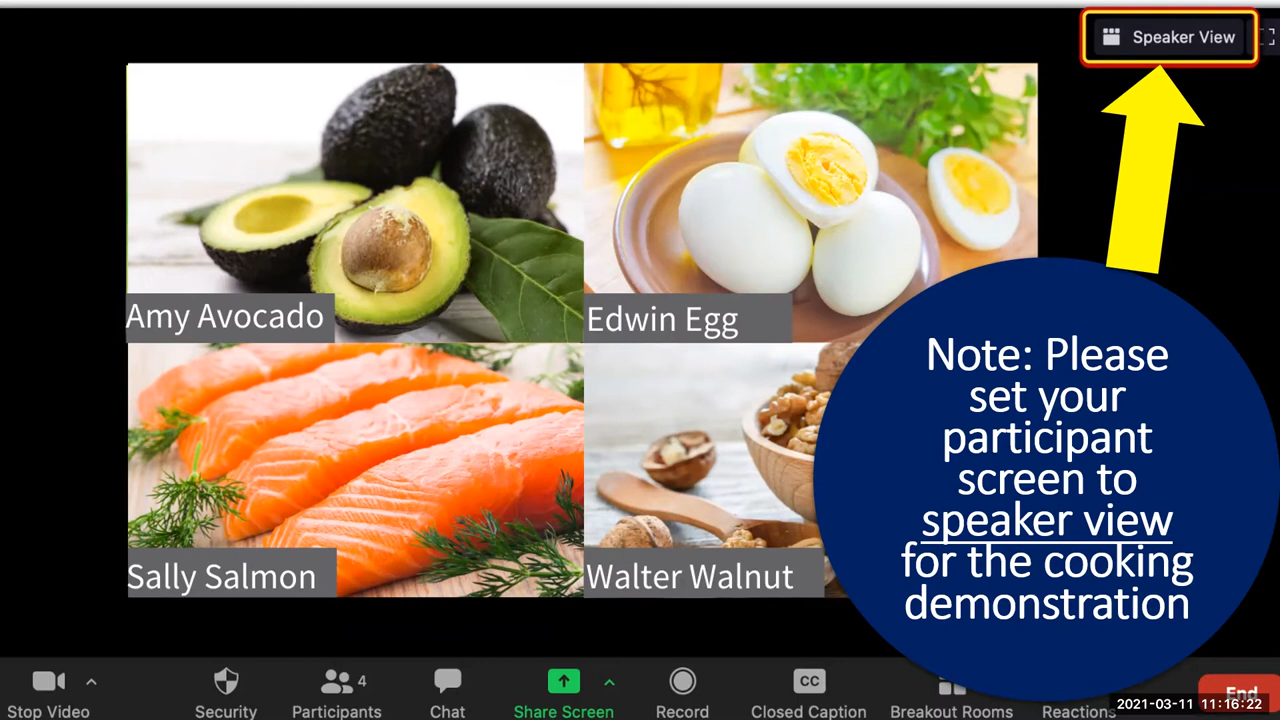 Speaker View
Amy Avocado
Edwin Egg
Sally Salmon
Walter Walnut
Note: Please
set your
participant
screen to
speaker view
for the cooking
demonstration
Stop Video
Security
Participants
4
Chat
Share Screen
Record
CC
Closed Caption
Breakout Rooms
Reactions
End
2021-03-11 11:16:22